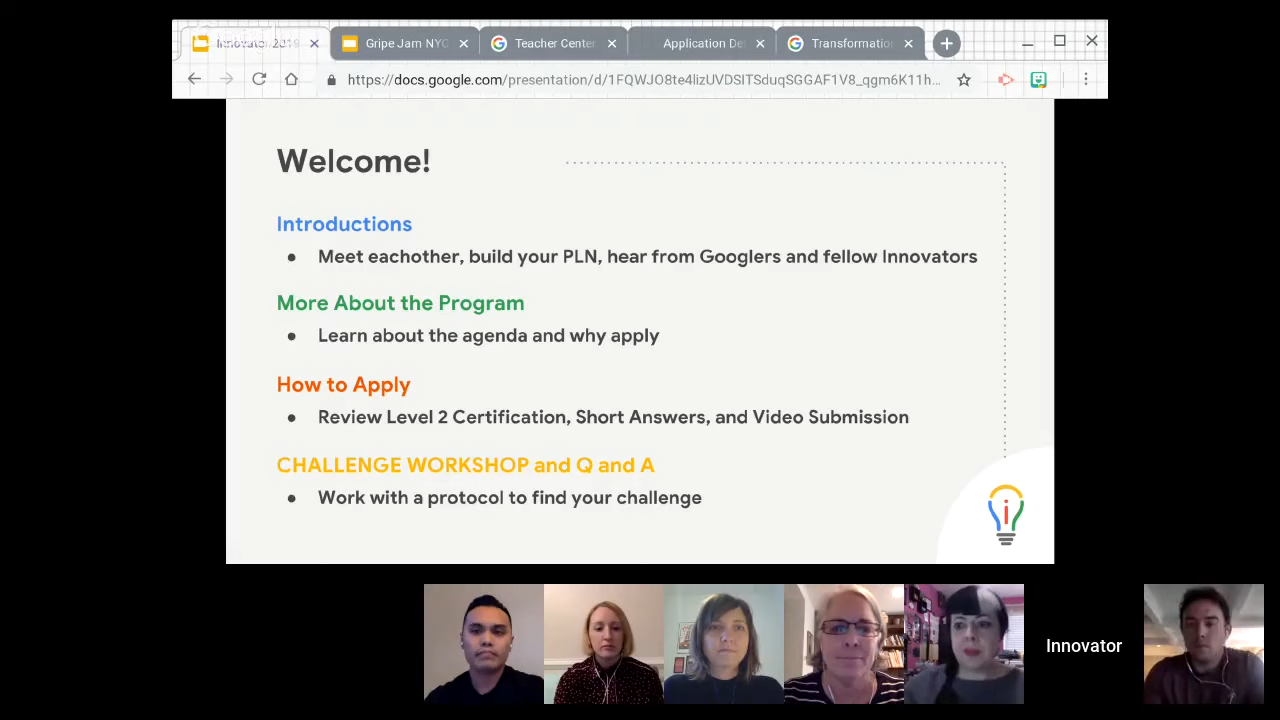 Innovator 2019
Gripe Jam NYC
Teacher Center
Application De
Transformation
https://docs.google.com/presentation/d/1FQWJO8te4lizUVDSITSduqSGGAF1V8_qgm6K11h...
Welcome!
Introductions
● Meet eachother, build your PLN, hear from Googlers and fellow Innovators
More About the Program
● Learn about the agenda and why apply
How to Apply
● Review Level 2 Certification, Short Answers, and Video Submission
CHALLENGE WORKSHOP and Q and A
● Work with a protocol to find your challenge
Innovator